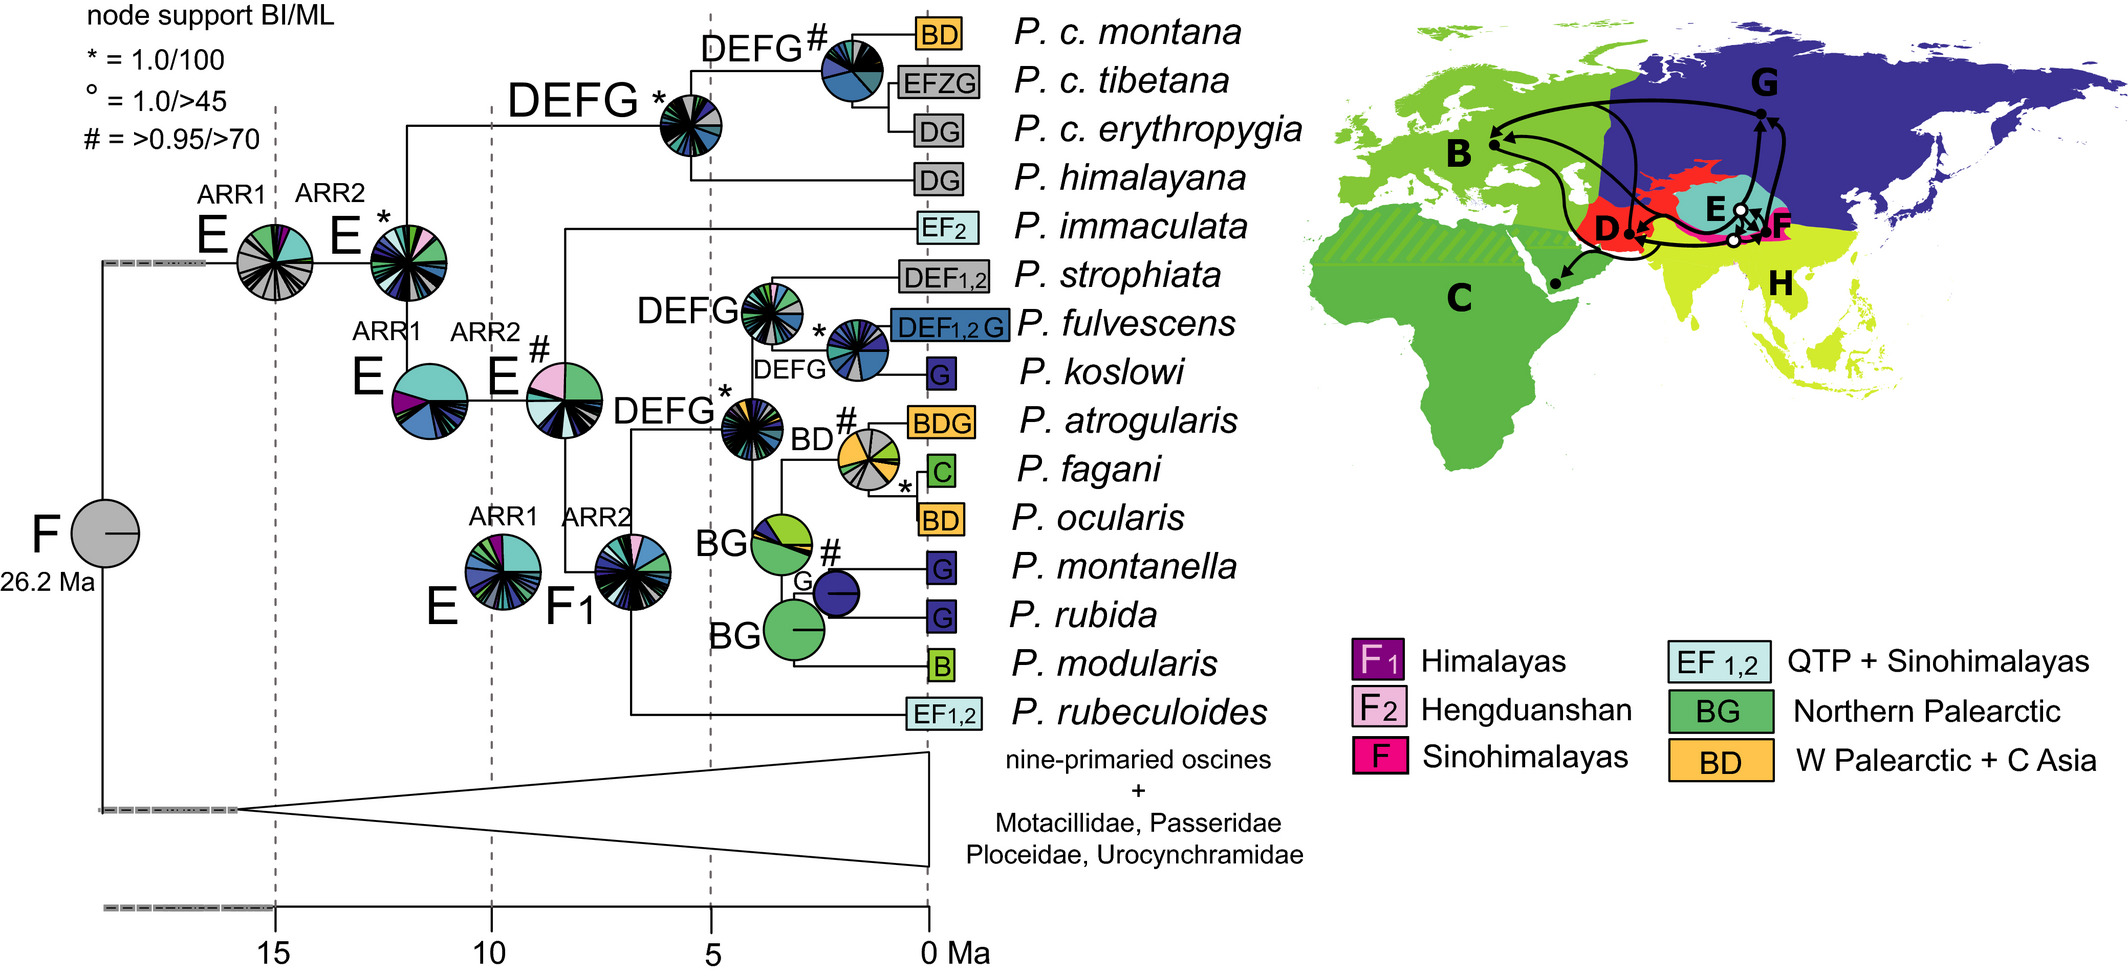 node support BI/ML
* = 1.0/100
° = 1.0/>45
# = >0.95/>70
DEFG #
BD
P. c. montana
EFZG
P. c. tibetana
DEFG *
DG
P. c. erythropygia
DG
P. himalayana
ARR1
ARR2
E
E *
EF2
P. immaculata
DEFG
DEF1,2
P. strophiata
ARR1
ARR2
*
DEF1,2 G
P. fulvescens
E
E #
DEFG
G
P. koslowi
DEFG *
BD #
BDG
P. atrogularis
C
P. fagani
*
BD
P. ocularis
ARR1
ARR2
BG
#
G
P. montanella
F
26.2 Ma
E
F1
G
G
P. rubida
BG
B
P. modularis
EF1,2
P. rubeculoides
nine-primaried oscines
+
Motacillidae, Passeridae
Ploceidae, Urocynchramidae
15
10
5
0 Ma
G
B
E
D
F
C
H
F1 Himalayas
F2 Hengduanshan
F Sinohimalayas
EF 1,2 QTP + Sinohimalayas
BG Northern Palearctic
BD W Palearctic + C Asia